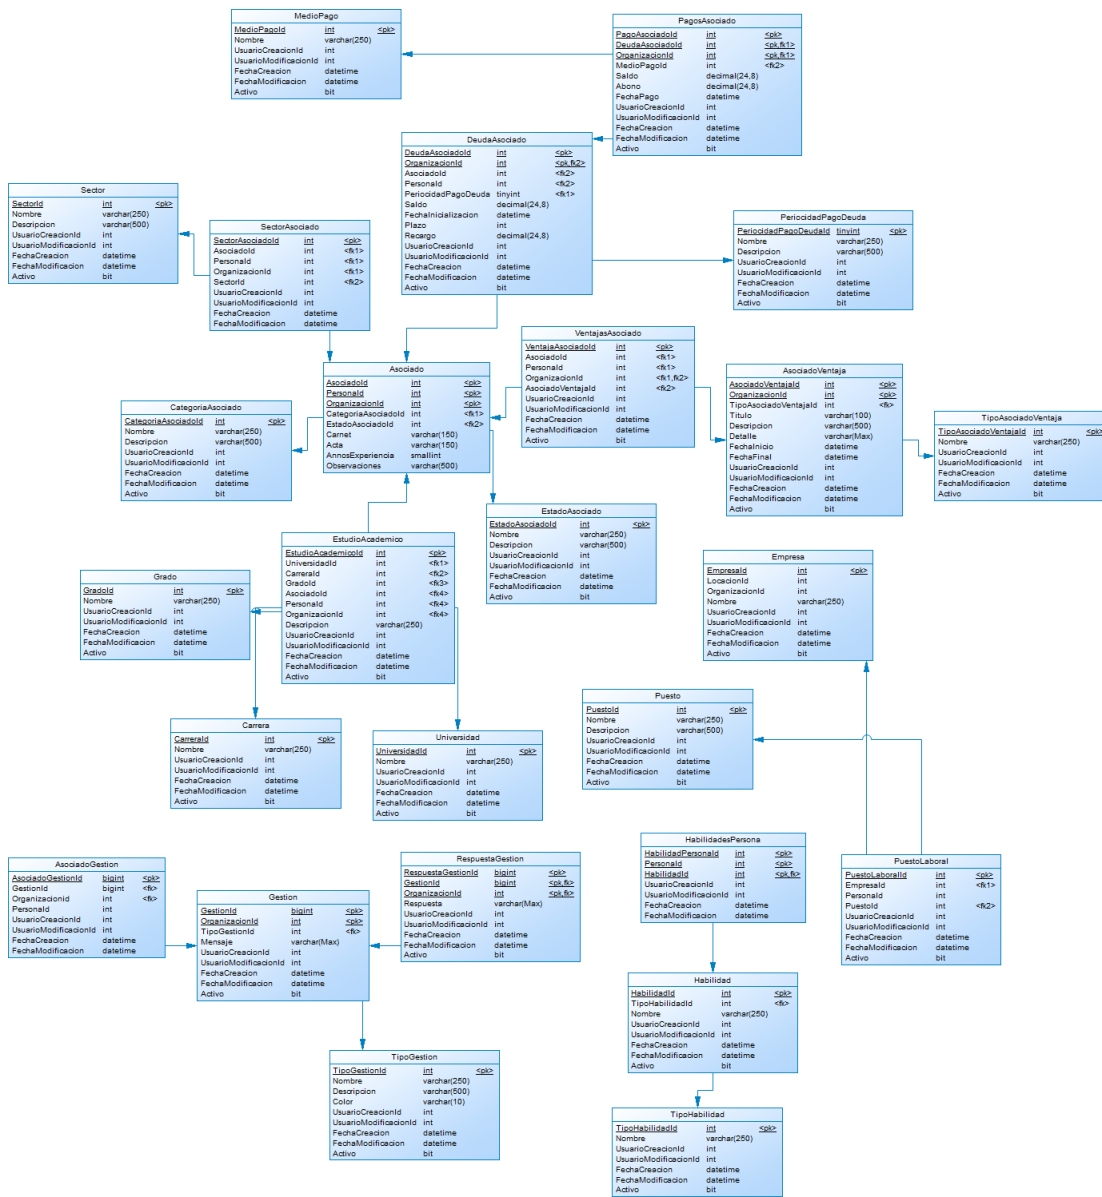 MedioPago
MedioPagoId int <pk>
Nombre varchar(250)
UsuarioCreacionId int
UsuarioModificacionId int
FechaCreacion datetime
FechaModificacion datetime
Activo bit
PagosAsociado
PagoAsociadoId int <pk>
DeudaAsociadoId int <pk,fk1>
OrganizacionId int <pk,fk1>
MedioPagoId int <fk2>
Saldo decimal(24,8)
Abono decimal(24,8)
FechaPago datetime
UsuarioCreacionId int
UsuarioModificacionId int
FechaCreacion datetime
FechaModificacion datetime
Activo bit
DeudaAsociado
DeudaAsociadoId int <pk>
OrganizacionId int <pk,fk2>
AsociadoId int <fk2>
PersonaId int <fk2>
PeriocidadPagoDeuda tinyint <fk1>
Saldo decimal(24,8)
FechaInicializacion datetime
Plazo int
Recargo decimal(24,8)
UsuarioCreacionId int
UsuarioModificacionId int
FechaCreacion datetime
FechaModificacion datetime
Activo bit
Sector
SectorId int <pk>
Nombre varchar(250)
Descripcion varchar(500)
UsuarioCreacionId int
UsuarioModificacionId int
FechaCreacion datetime
FechaModificacion datetime
Activo bit
SectorAsociado
SectorAsociadoId int <pk>
AsociadoId int <fk1>
PersonaId int <fk1>
OrganizacionId int <fk1>
SectorId int <fk2>
UsuarioCreacionId int
UsuarioModificacionId int
FechaCreacion datetime
FechaModificacion datetime
PeriocidadPagoDeuda
PeriocidadPagoDeudaId tinyint <pk>
Nombre varchar(250)
Descripcion varchar(500)
UsuarioCreacionId int
UsuarioModificacionId int
FechaCreacion datetime
FechaModificacion datetime
Activo bit
VentajasAsociado
VentajaAsociadoId int <pk>
AsociadoId int <fk1>
PersonaId int <fk1>
OrganizacionId int <fk1,fk2>
AsociadoVentajaId int <fk2>
UsuarioCreacionId int
UsuarioModificacionId int
FechaCreacion datetime
FechaModificacion datetime
Activo bit
Asociado
AsociadoId int <pk>
PersonaId int <pk>
OrganizacionId int <pk>
CategoriaAsociadoId int <fk1>
EstadoAsociadoId int <fk2>
Carnet varchar(150)
Acta varchar(150)
AnnosExperiencia smallint
Observaciones varchar(500)
AsociadoVentaja
AsociadoVentajaId int <pk>
OrganizacionId int <pk>
TipoAsociadoVentajaId int <fk>
Titulo varchar(100)
Descripcion varchar(500)
Detalle varchar(Max)
FechaInicio datetime
FechaFinal datetime
UsuarioCreacionId int
UsuarioModificacionId int
FechaCreacion datetime
FechaModificacion datetime
Activo bit
CategoriaAsociado
CategoriaAsociadoId int <pk>
Nombre varchar(250)
Descripcion varchar(500)
UsuarioCreacionId int
UsuarioModificacionId int
FechaCreacion datetime
FechaModificacion datetime
Activo bit
TipoAsociadoVentaja
TipoAsociadoVentajaId int <pk>
Nombre varchar(250)
UsuarioCreacionId int
UsuarioModificacionId int
FechaCreacion datetime
FechaModificacion datetime
Activo bit
EstadoAsociado
EstadoAsociadoId int <pk>
Nombre varchar(250)
Descripcion varchar(500)
UsuarioCreacionId int
UsuarioModificacionId int
FechaCreacion datetime
FechaModificacion datetime
Activo bit
EstudioAcademico
EstudioAcademicoId int <pk>
UniversidadId int <fk1>
CarreraId int <fk2>
GradoId int <fk3>
AsociadoId int <fk4>
PersonaId int <fk4>
OrganizacionId int <fk4>
Descripcion varchar(250)
UsuarioCreacionId int
UsuarioModificacionId int
FechaCreacion datetime
FechaModificacion datetime
Activo bit
Empresa
EmpresaId int <pk>
LocacionId int
OrganizacionId int
Nombre varchar(250)
UsuarioCreacionId int
UsuarioModificacionId int
FechaCreacion datetime
FechaModificacion datetime
Activo bit
Grado
GradoId int <pk>
Nombre varchar(250)
UsuarioCreacionId int
UsuarioModificacionId int
FechaCreacion datetime
FechaModificacion datetime
Activo bit
Puesto
PuestoId int <pk>
Nombre varchar(250)
Descripcion varchar(500)
UsuarioCreacionId int
UsuarioModificacionId int
FechaCreacion datetime
FechaModificacion datetime
Activo bit
Carrera
CarreraId int <pk>
Nombre varchar(250)
UsuarioCreacionId int
UsuarioModificacionId int
FechaCreacion datetime
FechaModificacion datetime
Activo bit
Universidad
UniversidadId int <pk>
Nombre varchar(250)
UsuarioCreacionId int
UsuarioModificacionId int
FechaCreacion datetime
FechaModificacion datetime
Activo bit
HabilidadesPersona
HabilidadPersonaId int <pk>
PersonaId int <pk>
HabilidadId int <pk,fk>
UsuarioCreacionId int
UsuarioModificacionId int
FechaCreacion datetime
FechaModificacion datetime
PuestoLaboral
PuestoLaboralId int <pk>
EmpresaId int <fk1>
PersonaId int
PuestoId int <fk2>
UsuarioCreacionId int
UsuarioModificacionId int
FechaCreacion datetime
FechaModificacion datetime
Activo bit
AsociadoGestion
AsociadoGestionId bigint <pk>
GestionId bigint <fk>
OrganizacionId int <fk>
PersonaId int
UsuarioCreacionId int
UsuarioModificacionId int
FechaCreacion datetime
FechaModificacion datetime
RespuestaGestion
RespuestaGestionId bigint <pk>
GestionId bigint <pk,fk>
OrganizacionId int <pk,fk>
Respuesta varchar(Max)
UsuarioCreacionId int
UsuarioModificacionId int
FechaCreacion datetime
FechaModificacion datetime
Activo bit
Gestion
GestionId bigint <pk>
OrganizacionId int <pk>
TipoGestionId int <fk>
Mensaje varchar(Max)
UsuarioCreacionId int
UsuarioModificacionId int
FechaCreacion datetime
FechaModificacion datetime
Activo bit
Habilidad
HabilidadId int <pk>
TipoHabilidadId int <fk>
Nombre varchar(250)
UsuarioCreacionId int
UsuarioModificacionId int
FechaCreacion datetime
FechaModificacion datetime
Activo bit
TipoGestion
TipoGestionId int <pk>
Nombre varchar(250)
Descripcion varchar(500)
Color varchar(10)
UsuarioCreacionId int
UsuarioModificacionId int
FechaCreacion datetime
FechaModificacion datetime
Activo bit
TipoHabilidad
TipoHabilidadId int <pk>
Nombre varchar(250)
UsuarioCreacionId int
UsuarioModificacionId int
FechaCreacion datetime
FechaModificacion datetime
Activo bit